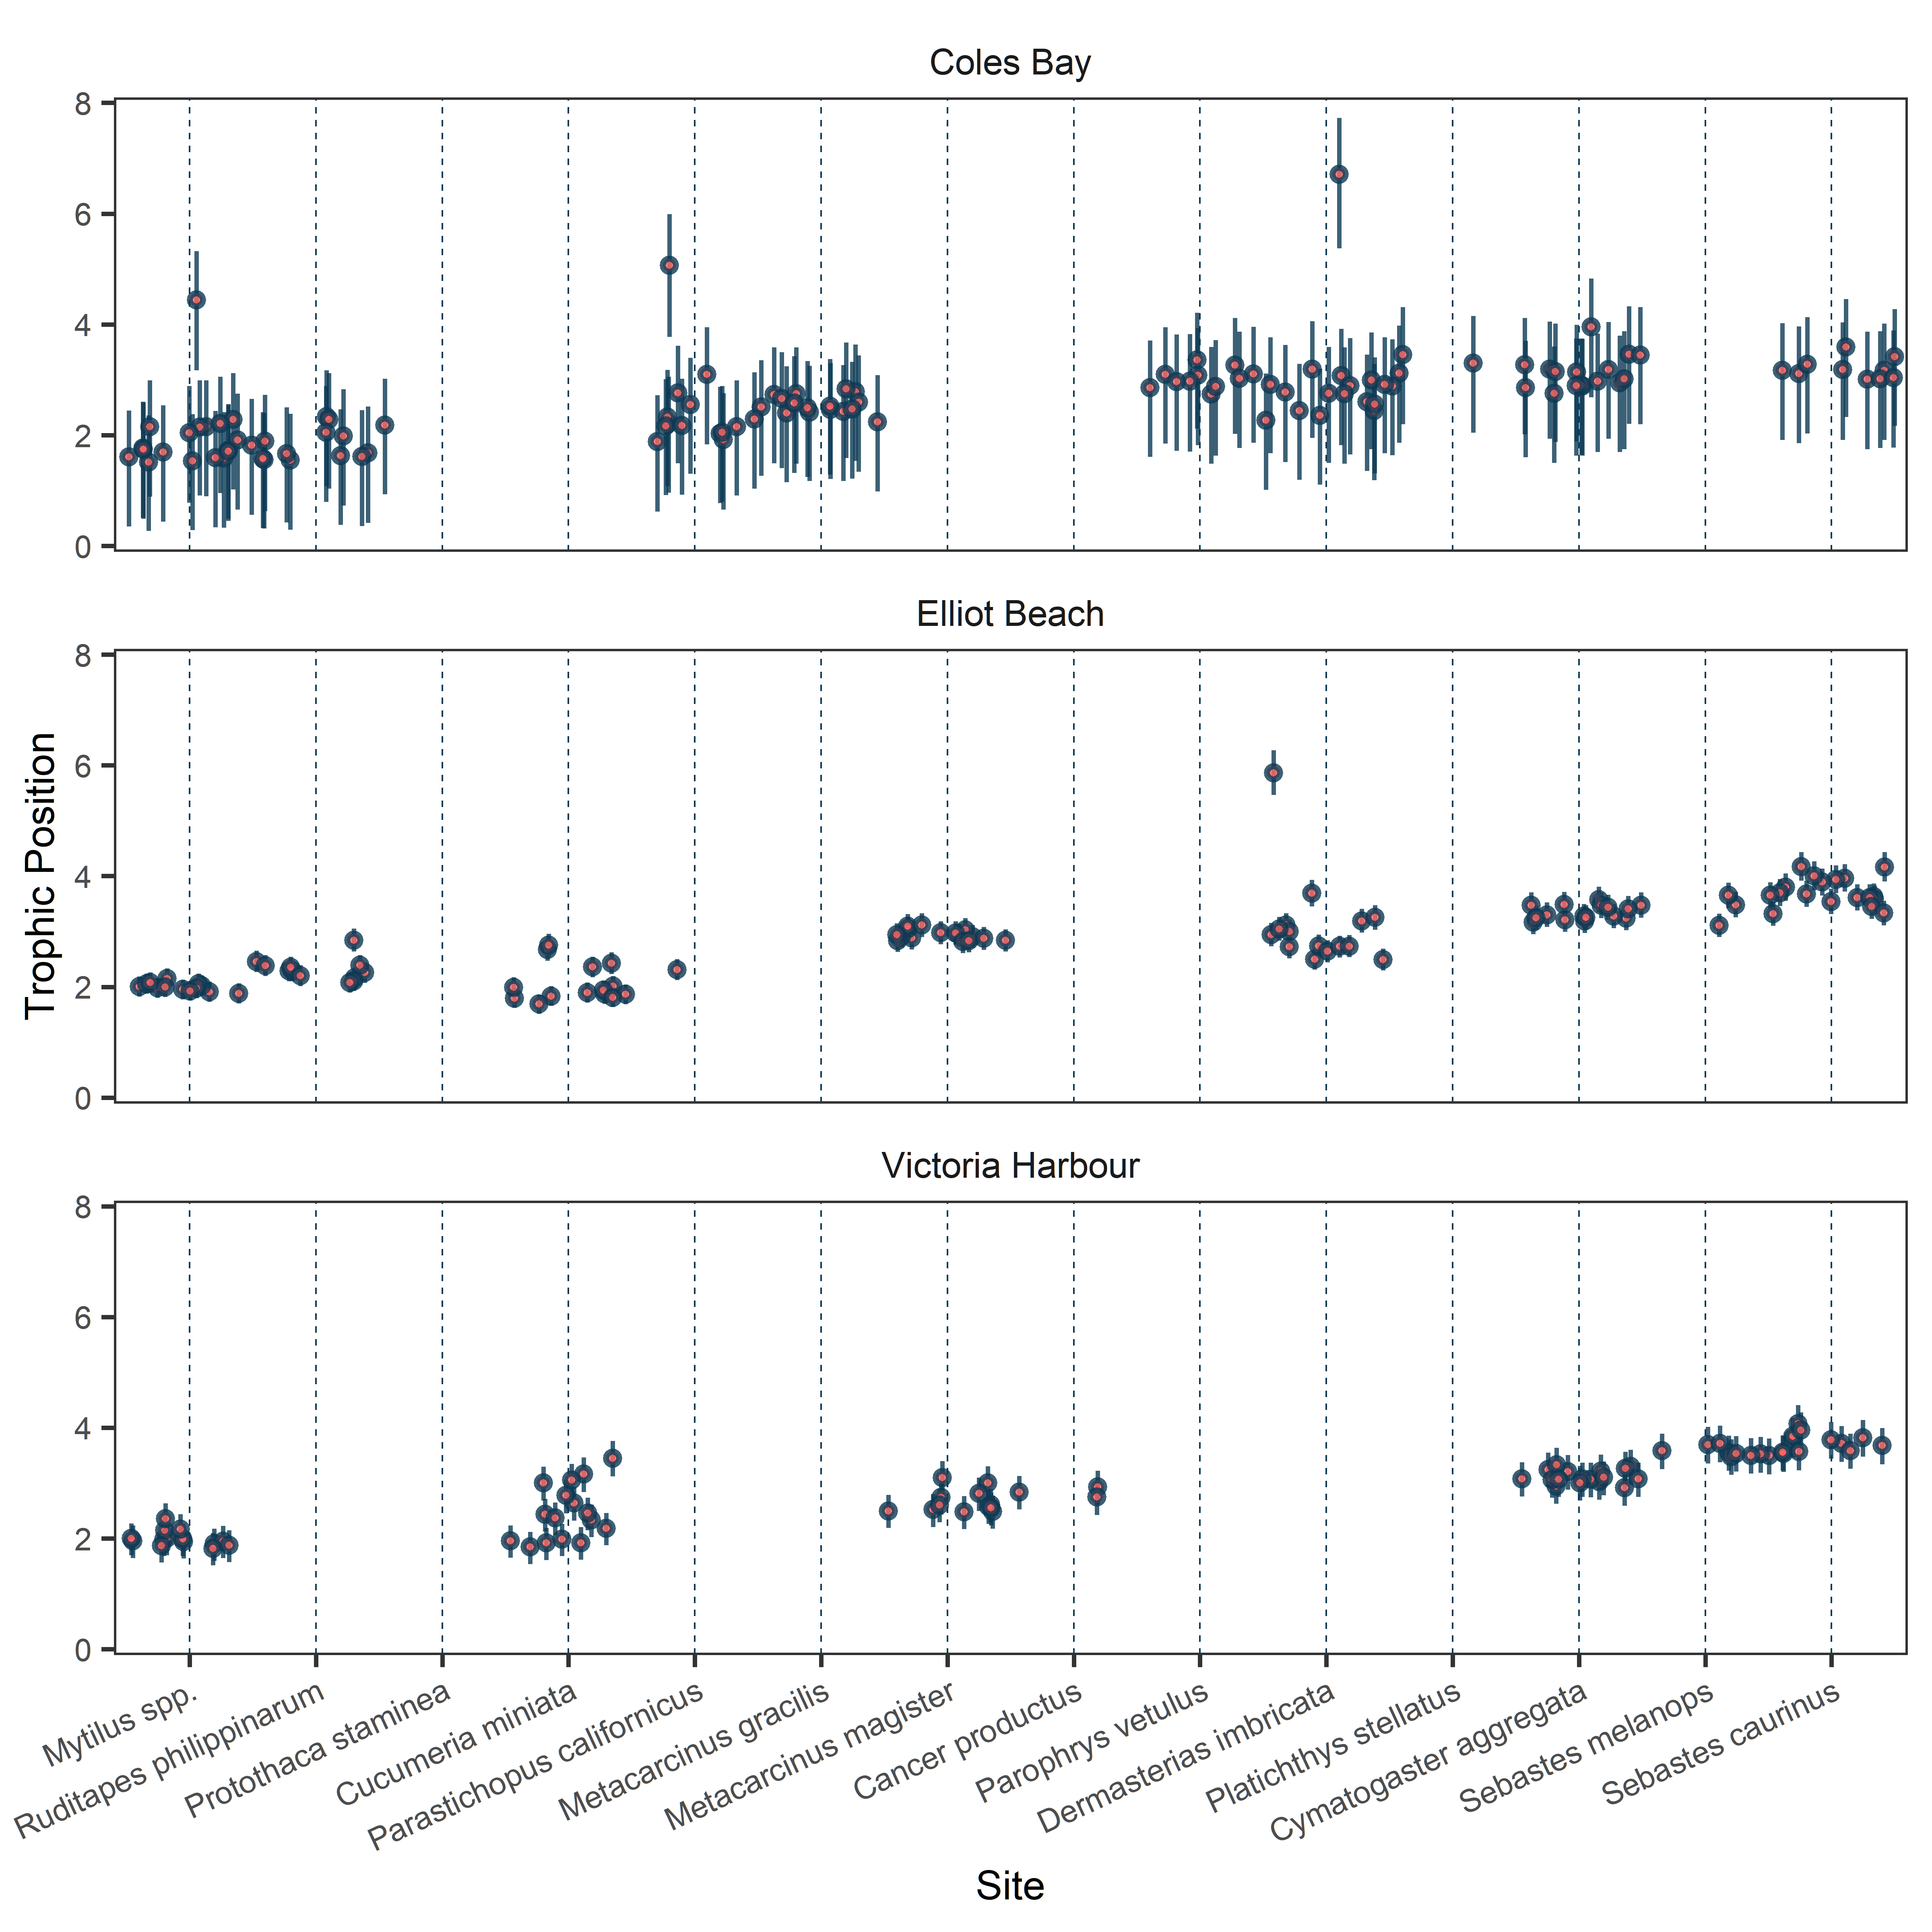 Coles Bay
8
6
4
2
0
Elliot Beach
8
6
4
2
0
Trophic Position
Victoria Harbour
8
6
4
2
0
Mytilus spp.
Ruditapes philippinarum
Protothaca staminea
Cucumeria miniata
Parastichopus californicus
Metacarcinus gracilis
Metacarcinus magister
Cancer productus
Parophrys vetulus
Dermasterias imbricata
Platichthys stellatus
Cymatogaster aggregata
Sebastes melanops
Sebastes caurinus
Site